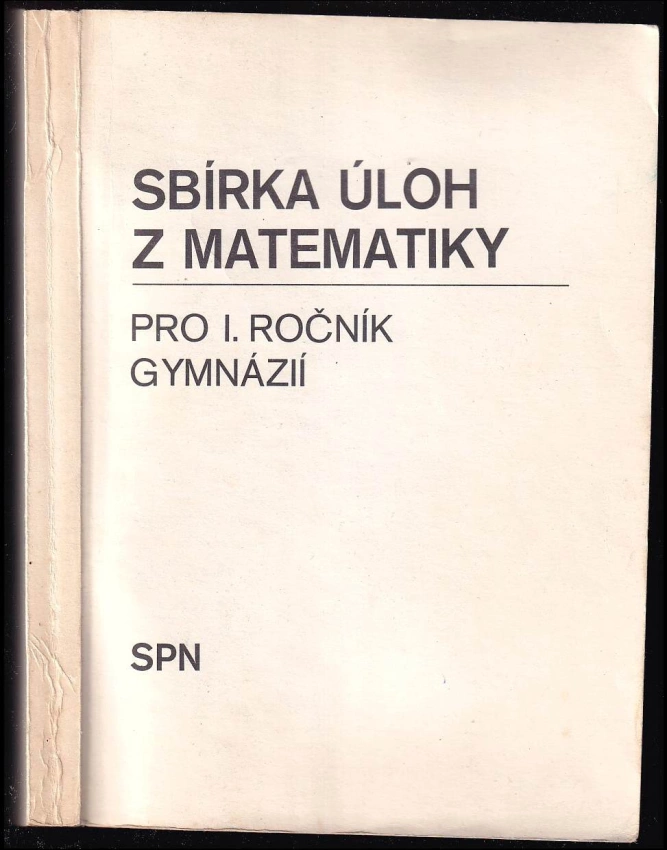 SBÍRKA ÚLOH
Z MATEMATIKY
PRO I. ROČNÍK
GYMNÁZIÍ
SPN